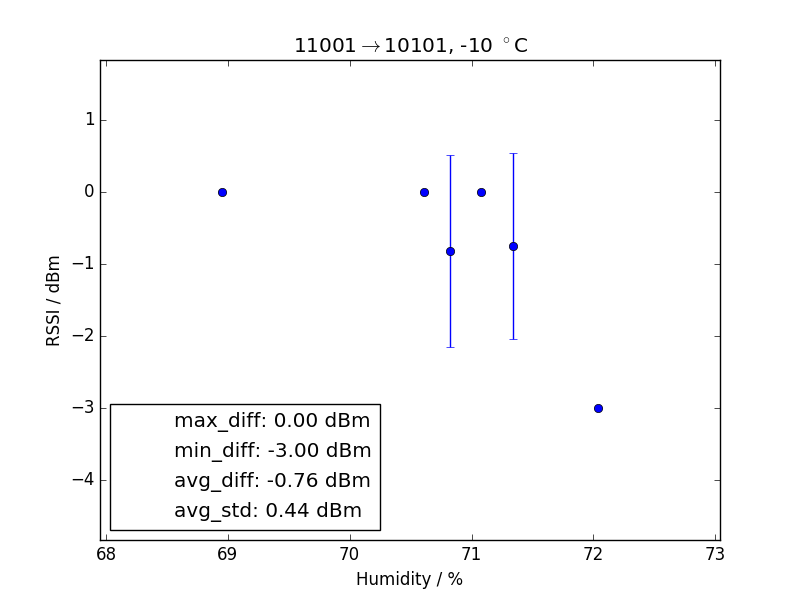 11001→10101, -10 °C
RSSI / dBm
1
0
−1
−2
−3
−4
max_diff: 0.00 dBm
min_diff: -3.00 dBm
avg_diff: -0.76 dBm
avg_std: 0.44 dBm
68 69 70 71 72 73
Humidity / %